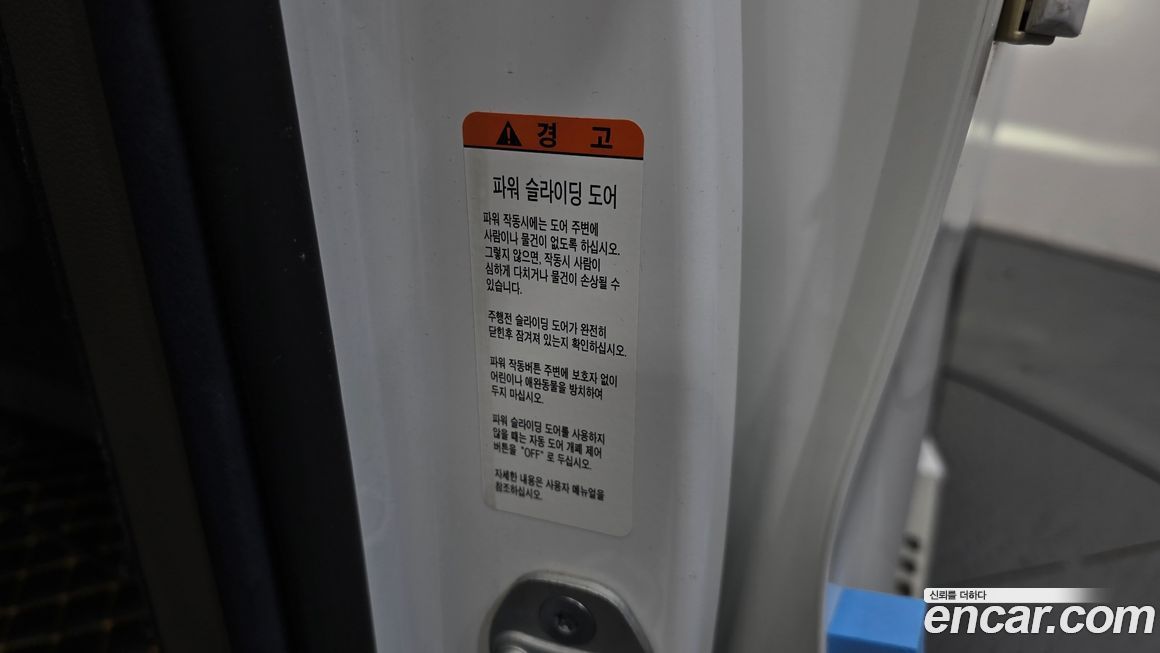 경 고
파워 슬라이딩 도어
파워 작동시에는 도어 주변에
사람이나 물건이 없도록 하십시오.
그렇지 않으면, 작동시 사람이
심하게 다치거나 물건이 손상될 수
있습니다.
주행전 슬라이딩 도어가 완전히
닫힌후 잠겨져 있는지 확인하십시오.
파워 작동버튼 주변에 보호자 없이
어린이나 애완동물을 방치하여
두지 마십시오.
파워 슬라이딩 도어를 사용하지
않을 때는 자동 도어 개폐 제어
버튼을 "OFF" 로 두십시오.
자세한 내용은 사용자 메뉴얼을
참조하십시오.
신뢰를 더하다
encar.com